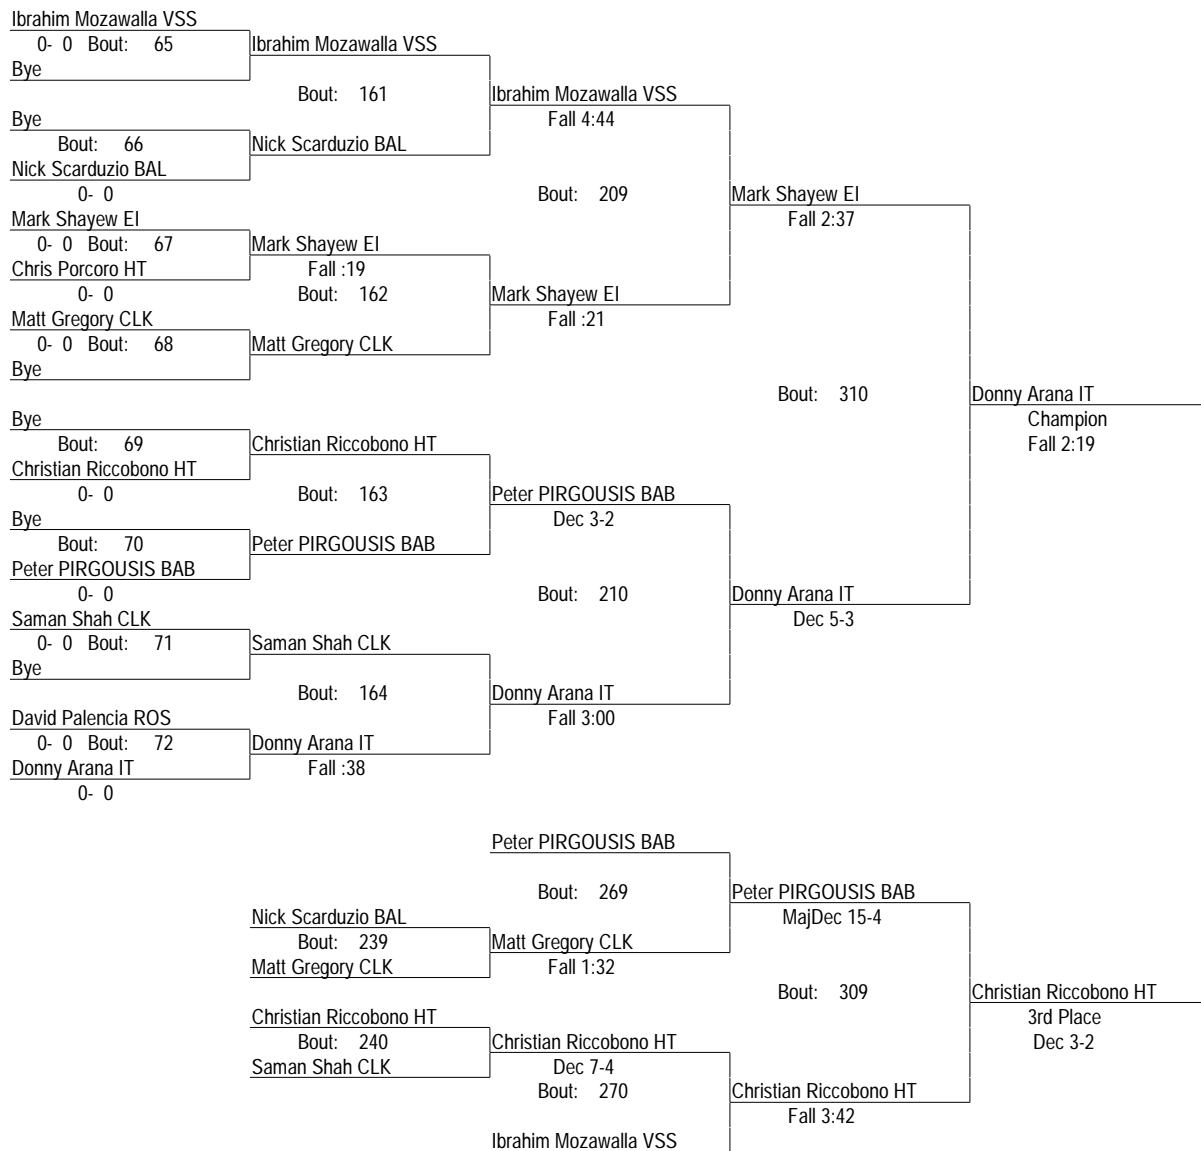 Ibrahim Mozawalla VSS
0- 0 Bout: 65 Ibrahim Mozawalla VSS
Bye
Bout: 161 Ibrahim Mozawalla VSS
Bye Fall 4:44
Bout: 66 Nick Scarduzio BAL
Nick Scarduzio BAL
0- 0 Bout: 209 Mark Shayew EI
Mark Shayew EI Fall 2:37
0- 0 Bout: 67 Mark Shayew EI
Chris Porcoro HT Fall :19
0- 0 Bout: 162 Mark Shayew EI
Matt Gregory CLK Fall :21
0- 0 Bout: 68 Matt Gregory CLK
Bye
Bout: 310 Donny Arana IT
Bye Champion
Bout: 69 Christian Riccobono HT Fall 2:19
Christian Riccobono HT
0- 0 Bout: 163 Peter PIRGOUSIS BAB
Bye Dec 3-2
Bout: 70 Peter PIRGOUSIS BAB
Peter PIRGOUSIS BAB
0- 0 Bout: 210 Donny Arana IT
Saman Shah CLK Dec 5-3
0- 0 Bout: 71 Saman Shah CLK
Bye
Bout: 164 Donny Arana IT
David Palencia ROS Fall 3:00
0- 0 Bout: 72 Donny Arana IT
Donny Arana IT Fall :38
0- 0
Peter PIRGOUSIS BAB
Bout: 269 Peter PIRGOUSIS BAB
Nick Scarduzio BAL MajDec 15-4
Bout: 239 Matt Gregory CLK
Matt Gregory CLK Fall 1:32
Bout: 309 Christian Riccobono HT
Christian Riccobono HT 3rd Place
Bout: 240 Christian Riccobono HT Dec 3-2
Saman Shah CLK Dec 7-4
Bout: 270 Christian Riccobono HT
Fall 3:42
Ibrahim Mozawalla VSS